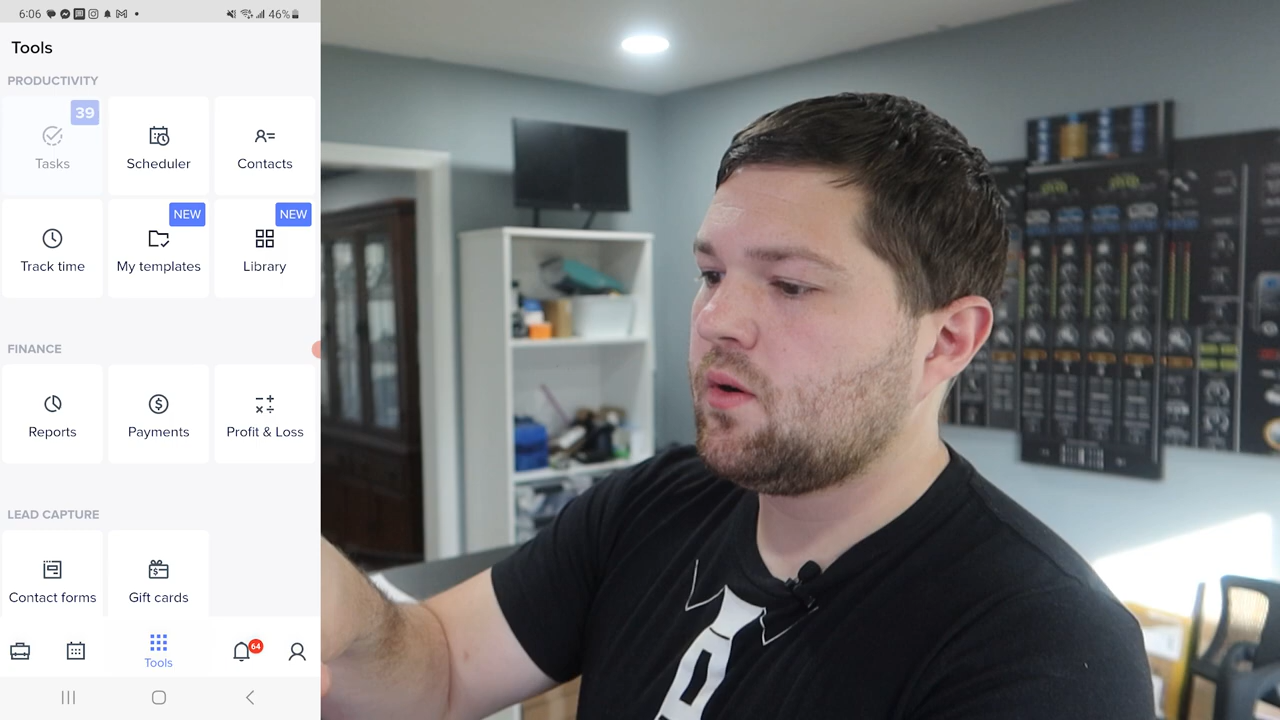 6:06
46%
Tools
PRODUCTIVITY
39
Tasks
Scheduler
Contacts
NEW
NEW
Track time
My templates
Library
FINANCE
Reports
Payments
Profit & Loss
LEAD CAPTURE
Contact forms
Gift cards
64
Tools